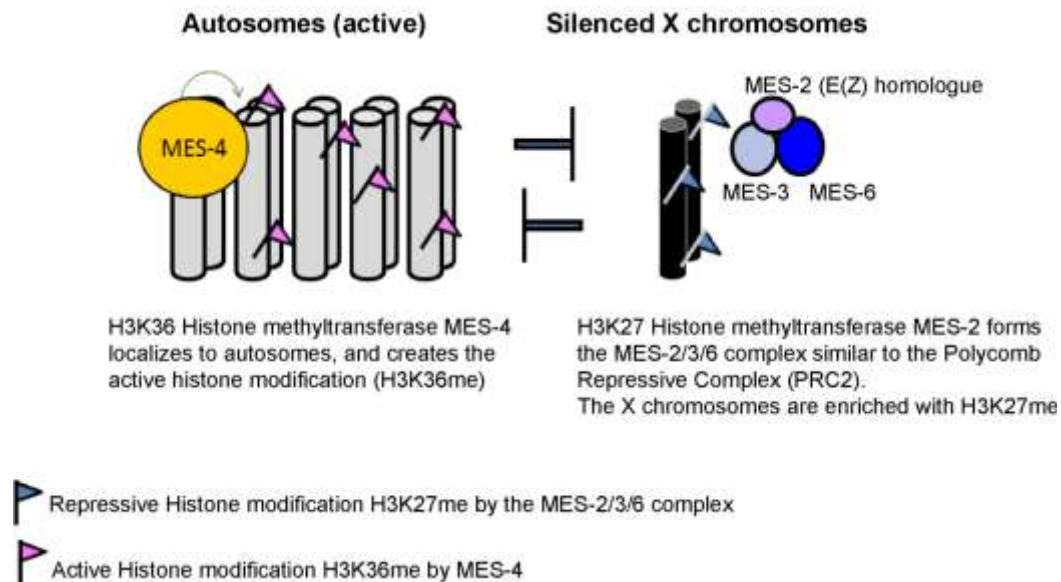 Autosomes (active)
Silenced X chromosomes
MES-4
MES-2 (E(Z) homologue
MES-3
MES-6
H3K36 Histone methyltransferase MES-4
localizes to autosomes, and creates the
active histone modification (H3K36me)
H3K27 Histone methyltransferase MES-2 forms
the MES-2/3/6 complex similar to the Polycomb
Repressive Complex (PRC2).
The X chromosomes are enriched with H3K27me
Repressive Histone modification H3K27me by the MES-2/3/6 complex
Active Histone modification H3K36me by MES-4